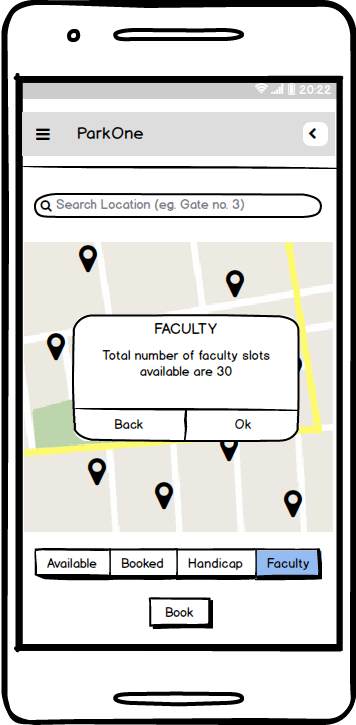 20:22
ParkOne
Search Location (eg. Gate no. 3)
FACULTY
Total number of faculty slots
available are 30
Back Ok
Available Booked Handicap Faculty
Book